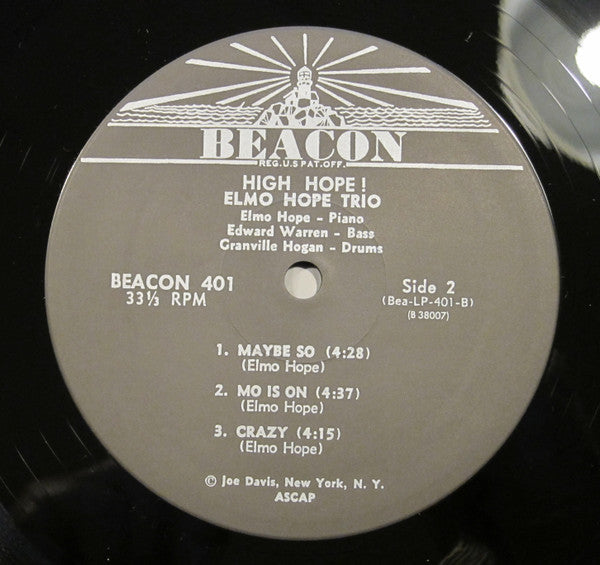 BEACON
REG.U.S PAT.OFF.
HIGH HOPE!
ELMO HOPE TRIO
Elmo Hope – Piano
Edward Warren – Bass
Granville Hogan – Drums
BEACON 401
33⅓ RPM
Side 2
(Bea-LP-401-B)
(B 38007)
1. MAYBE SO (4:28)
(Elmo Hope)
2. MO IS ON (4:37)
(Elmo Hope)
3. CRAZY (4:15)
(Elmo Hope)
© Joe Davis, New York, N. Y.
ASCAP